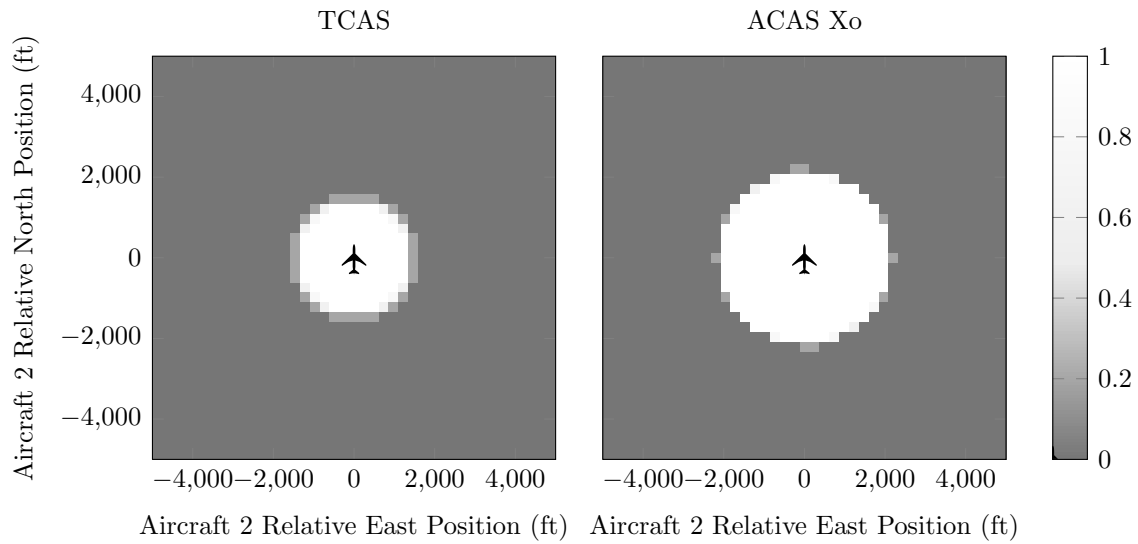 TCAS
ACAS Xo
Aircraft 2 Relative North Position (ft)
4,000
2,000
0
−2,000
−4,000
1
0.8
0.6
0.4
0.2
0
−4,000 −2,000 0 2,000 4,000
−4,000 −2,000 0 2,000 4,000
Aircraft 2 Relative East Position (ft)
Aircraft 2 Relative East Position (ft)